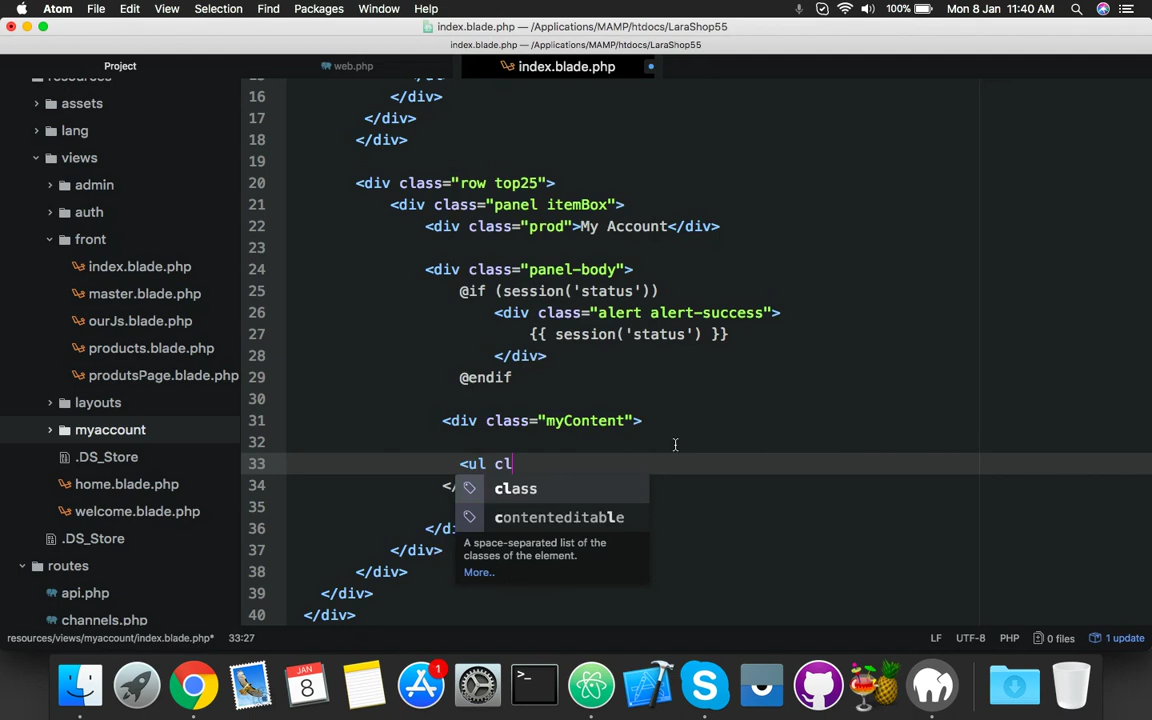 Atom File Edit View Selection Find Packages Window Help 100% Mon 8 Jan 11:40 AM
index.blade.php — /Applications/MAMP/htdocs/LaraShop55
index.blade.php — /Applications/MAMP/htdocs/LaraShop55
Project web.php index.blade.php
assets
16 </div>
lang
17 </div>
views
18 </div>
19
admin
20 <div class="row top25">
auth
21 <div class="panel itemBox">
front
22 <div class="prod">My Account</div>
23
index.blade.php
24 <div class="panel-body">
master.blade.php
25 @if (session('status'))
ourJs.blade.php
26 <div class="alert alert-success">
27 {{ session('status') }}
products.blade.php
28 </div>
produtsPage.blade.php
29 @endif
layouts
30
myaccount
31 <div class="myContent">
.DS_Store
32
33 <ul cl
home.blade.php
34 </
class
welcome.blade.php
35
contenteditable
.DS_Store
36 </di
A space-separated list of the
classes of the element.
37 </div>
routes
38 </div>
More..
api.php
39 </div>
channels.php
40 </div>
resources/views/myaccount/index.blade.php* 33:27 LF UTF-8 PHP 0 files 1 update
JAN
8
1
>_